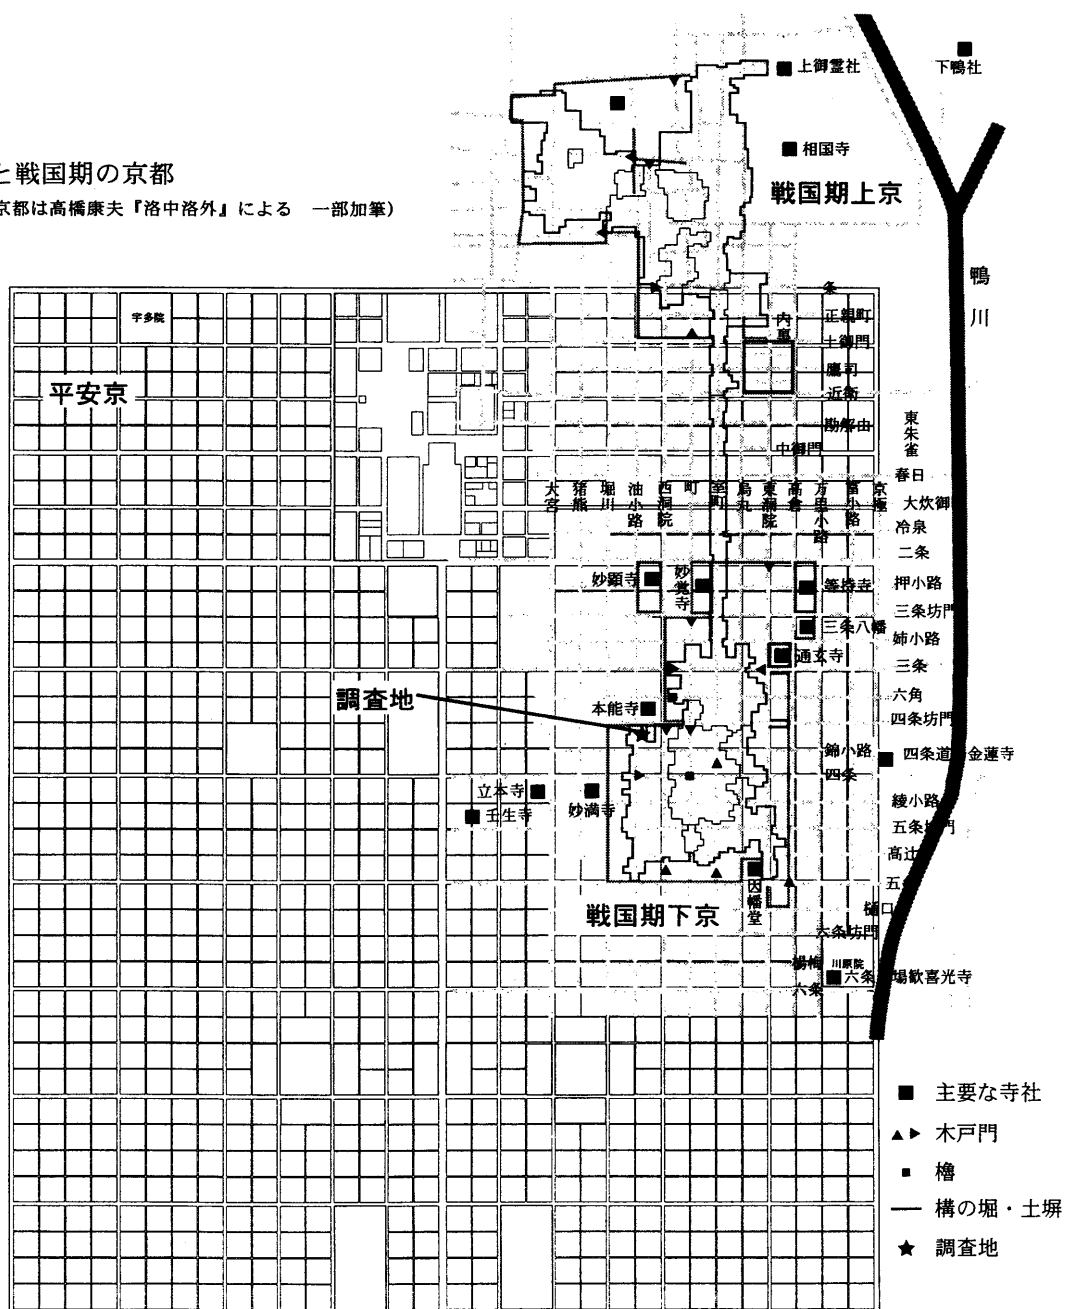 と戦国期の京都
京都は高橋康夫『洛中洛外』による　一部加筆）
上御霊社
下鴨社
相国寺
戦国期上京
鴨川
宇多院
平安京
内裏
条
正親町
土御門
鷹司
近衛
勘解由
中御門
東朱雀
春日
大炊御
冷泉
二条
押小路
三条坊門
姉小路
三条
六角
四条坊門
錦小路
四条
綾小路
五条坊門
高辻
五
樋口
六条坊門
楊梅
六条
大宮
猪熊
堀川
油小路
西洞院
町
室町
烏丸
東洞院
高倉
万里小路
富小路
京極
妙顕寺
妙覚寺
等持寺
三条八幡
通玄寺
調査地
本能寺
四条道
金蓮寺
立本寺
壬生寺
妙満寺
因幡堂
戦国期下京
川原院
六条
場歓喜光寺
主要な寺社
木戸門
櫓
構の堀・土塀
調査地